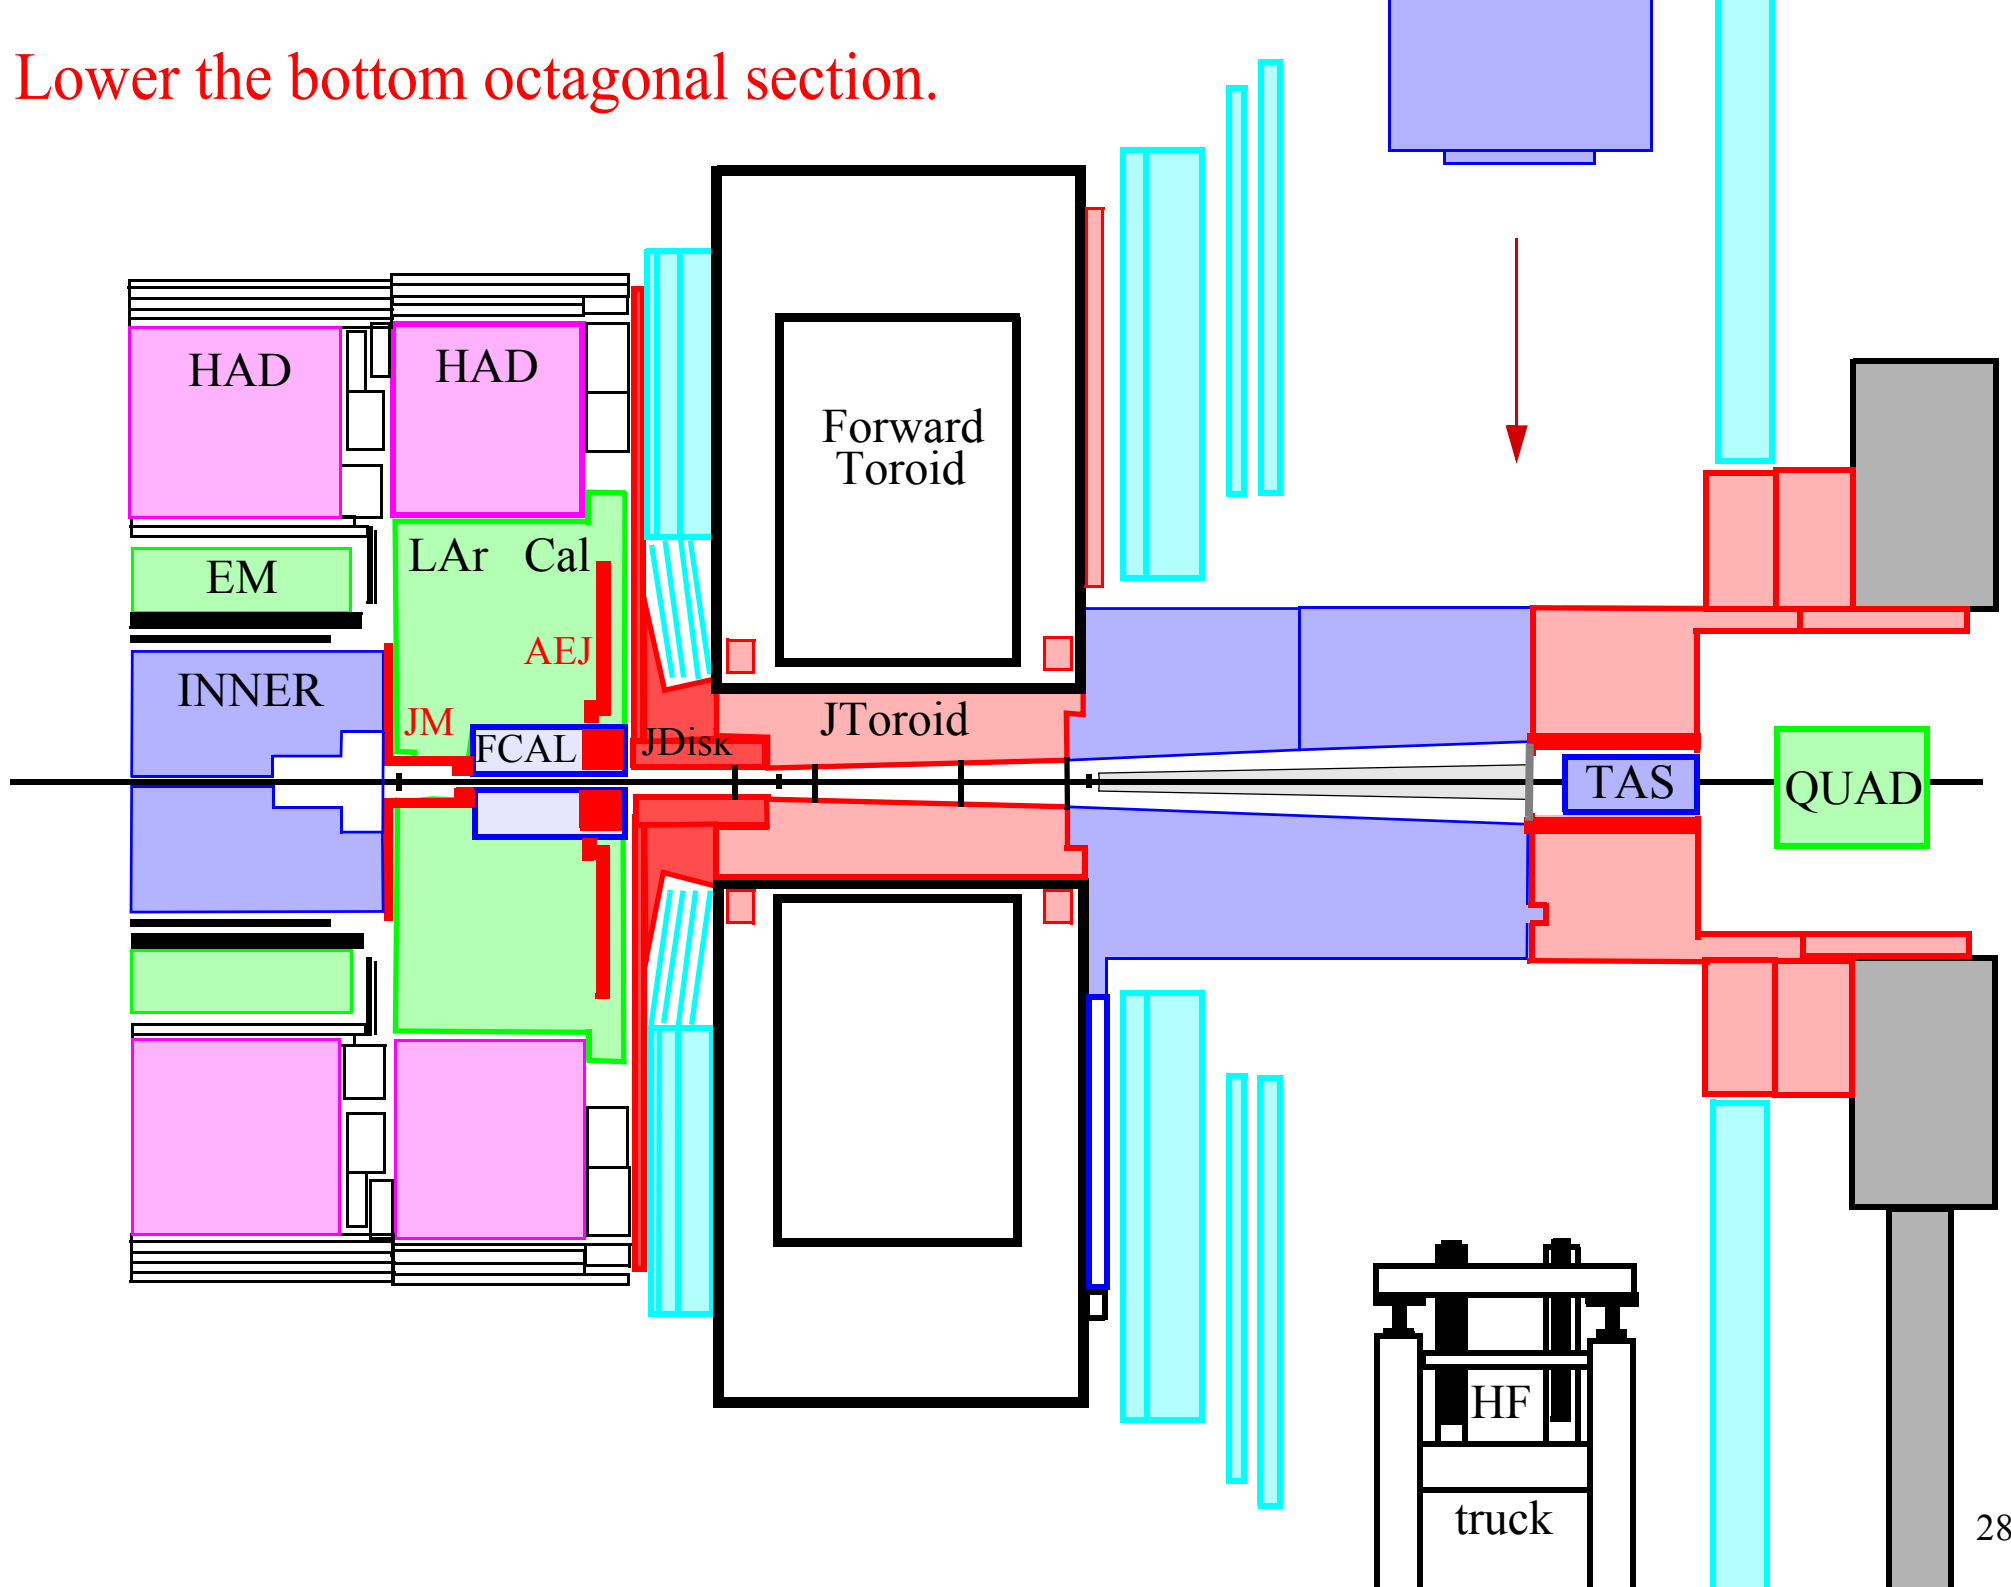 Lower the bottom octagonal section.
HAD
HAD
Forward
Toroid
LAr Cal
EM
AEJ
INNER
JM
JToroid
FCAL
JDisk
TAS
QUAD
HF
truck
28